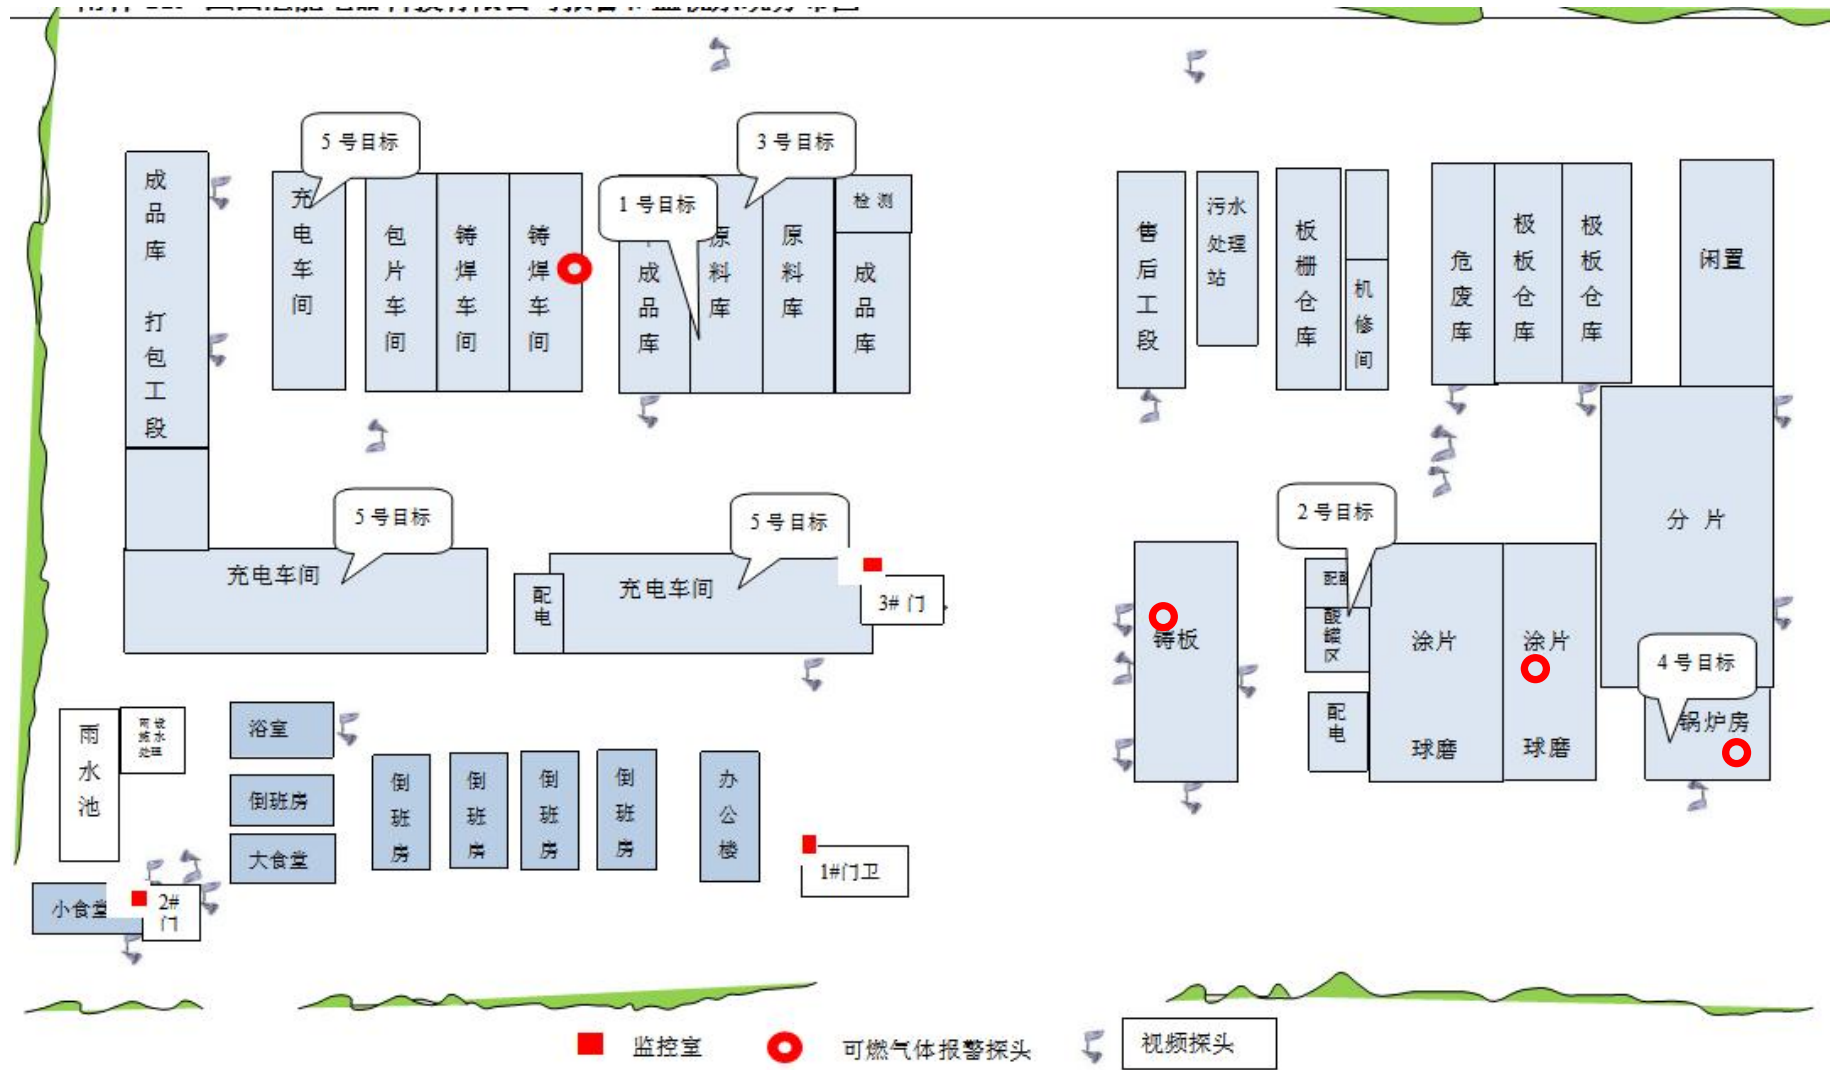 5 号目标
3 号目标
1 号目标
成品库 打包工段
充电车间
包片车间
铸焊车间
铸焊车间
成品库
原料库
原料库
检 测
成品库
售后工段
污水处理站
板栅仓库
机修间
危废库
极板仓库
极板仓库
闲置
分 片
5 号目标
5 号目标
2 号目标
4 号目标
充电车间
配电
充电车间
3# 门
铸板
配
酸罐区
配电
涂片
球磨
涂片
球磨
锅炉房
雨水池
浴室
倒班房
大食堂
小食堂
2#
门
倒班房
倒班房
倒班房
倒班房
办公楼
1#门卫
监控室
可燃气体报警探头
视频探头